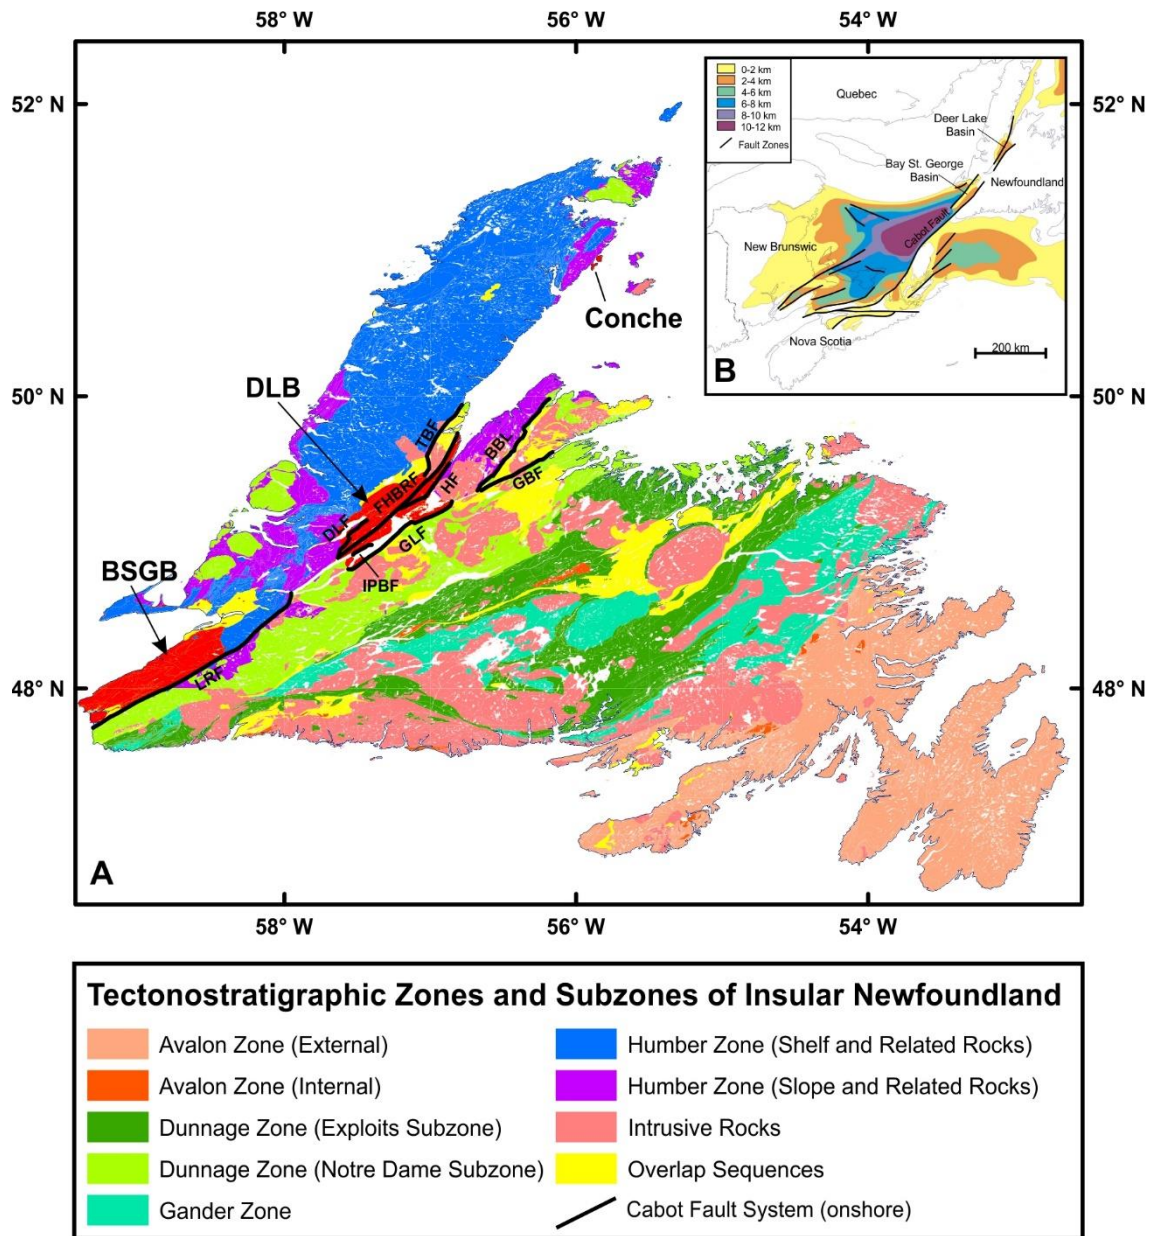 58° W
56° W
54° W
52° N
52° N
0-2 km
2-4 km
4-6 km
6-8 km
8-10 km
10-12 km
Fault Zones
Quebec
Deer Lake
Basin
Bay St. George
Basin
Newfoundland
Cabot Fault
New Brunswic
Nova Scotia
200 km
B
Conche
50° N
50° N
DLB
TBF
BBL
FHBRF
HF
GBF
DLF
GLF
IPBF
BSGB
LRF
48° N
48° N
A
58° W
56° W
54° W
Tectonostratigraphic Zones and Subzones of Insular Newfoundland
Avalon Zone (External)
Avalon Zone (Internal)
Dunnage Zone (Exploits Subzone)
Dunnage Zone (Notre Dame Subzone)
Gander Zone
Humber Zone (Shelf and Related Rocks)
Humber Zone (Slope and Related Rocks)
Intrusive Rocks
Overlap Sequences
Cabot Fault System (onshore)